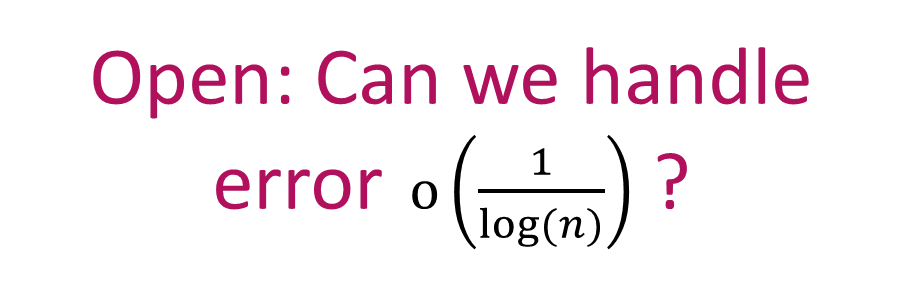 Open: Can we handle
error o(1/log(n)) ?